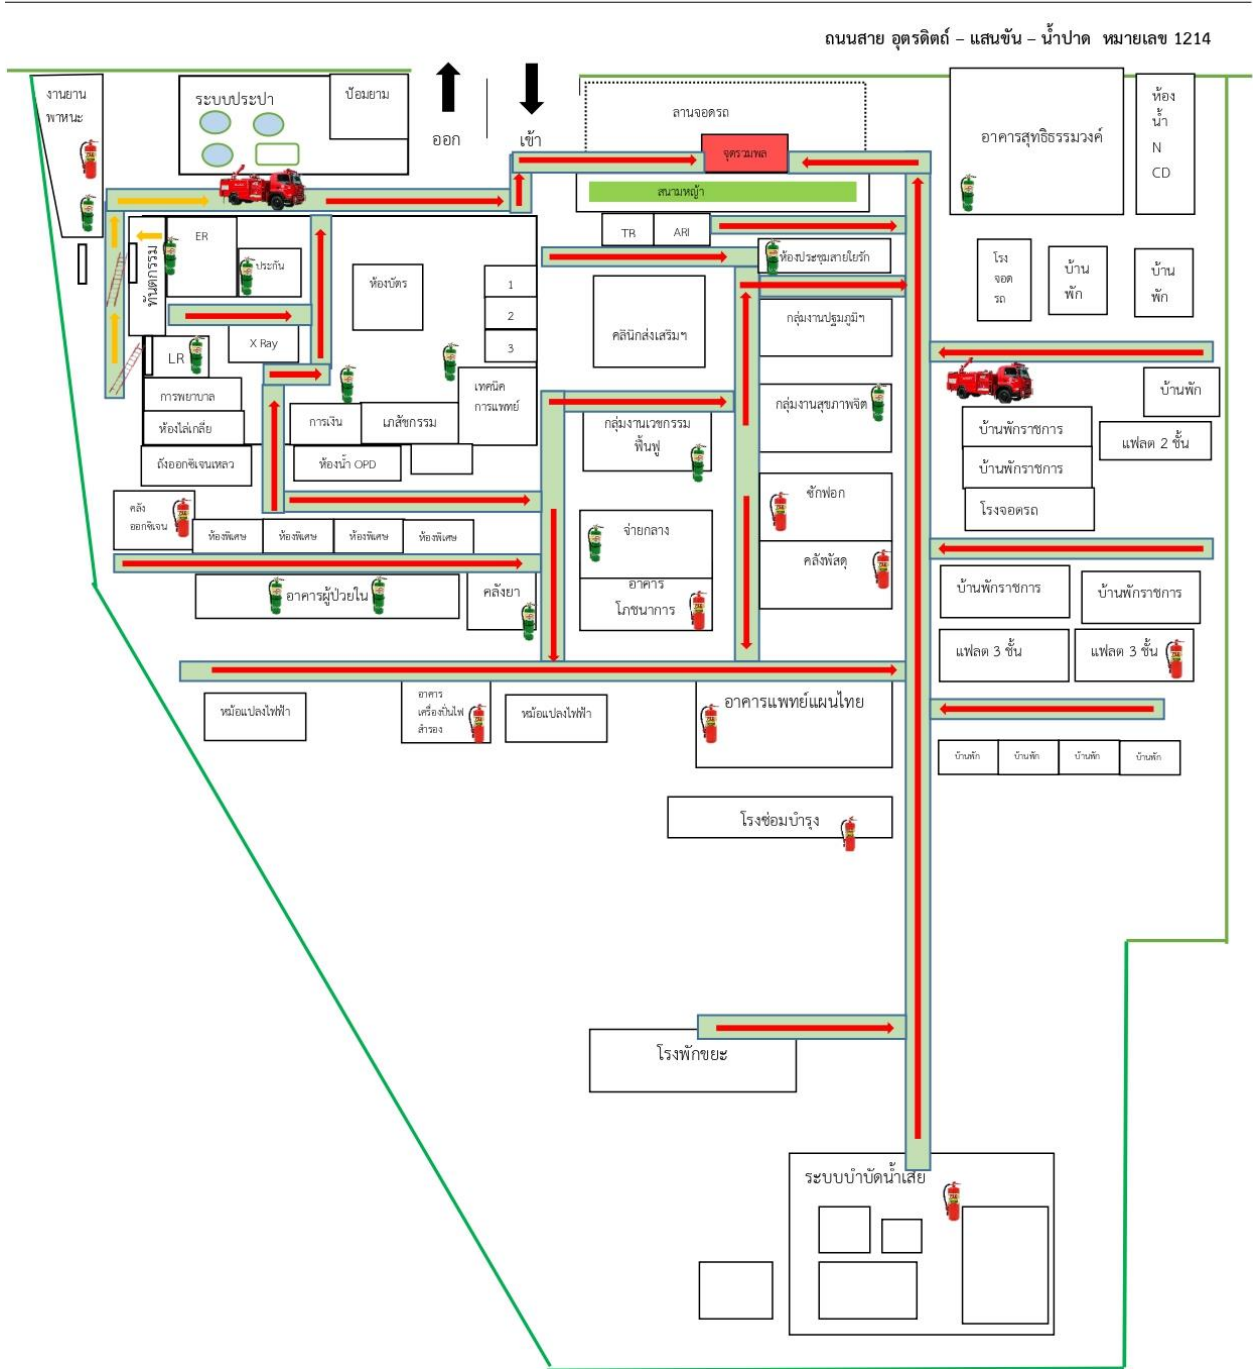 ถนนสาย อุตรดิตถ์ – แสนขัน – น้ำปาด  หมายเลข 1214
งานยาน
พาหนะ
ระบบประปา
ป้อมยาม
ออก
เข้า
ลานจอดรถ
จุดรวมพล
สนามหญ้า
อาคารสุทธิธรรมวงค์
ห้อง
น้ำ
N
CD
ทันตกรรม
ER
ประกัน
ห้องบัตร
1
2
3
TR
ARI
ห้องประชุมสายใยรัก
โรง
จอด
รถ
บ้าน
พัก
บ้าน
พัก
X Ray
LR
คลินิกส่งเสริมฯ
กลุ่มงานปฐมภูมิฯ
การพยาบาล
ห้องไล่เกลี่ย
การเงิน
เภสัชกรรม
เทคนิค
การแพทย์
กลุ่มงานเวชกรรม
ฟื้นฟู
กลุ่มงานสุขภาพจิต
บ้านพัก
บ้านพักราชการ
แฟลต 2 ชั้น
บ้านพักราชการ
โรงจอดรถ
ถังออกซิเจนเหลว
ห้องน้ำ OPD
คลัง
ออกซิเจน
ห้องพิเศษ
ห้องพิเศษ
ห้องพิเศษ
ห้องพิเศษ
จ่ายกลาง
ซักฟอก
คลังพัสดุ
อาคารผู้ป่วยใน
คลังยา
อาคาร
โภชนาการ
บ้านพักราชการ
บ้านพักราชการ
แฟลต 3 ชั้น
แฟลต 3 ชั้น
หม้อแปลงไฟฟ้า
อาคาร
เครื่องปั่นไฟ
สำรอง
หม้อแปลงไฟฟ้า
อาคารแพทย์แผนไทย
บ้านพัก
บ้านพัก
บ้านพัก
บ้านพัก
โรงซ่อมบำรุง
โรงพักขยะ
ระบบบำบัดน้ำเสีย